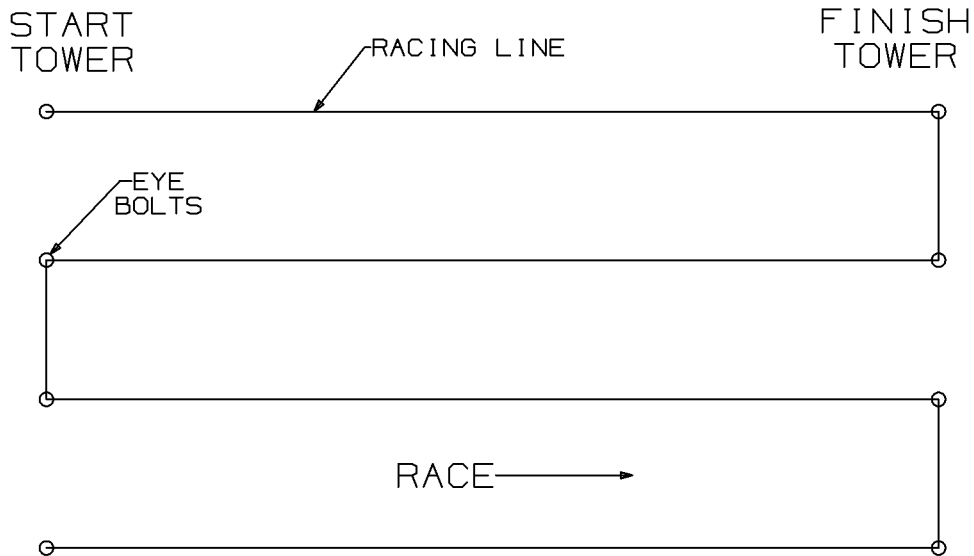 START
TOWER
FINISH
TOWER
RACING LINE
EYE
BOLTS
RACE